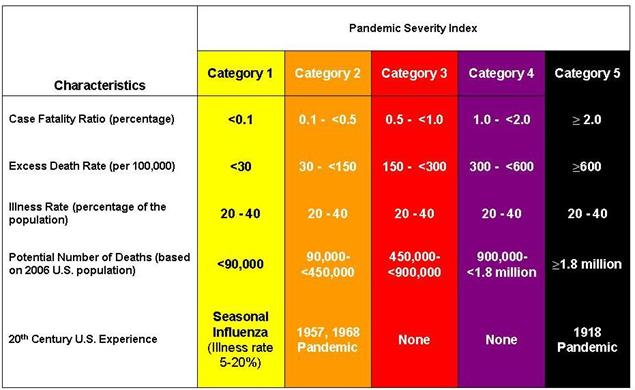 Pandemic Severity Index
Characteristics
Category 1
Category 2
Category 3
Category 4
Category 5
Case Fatality Ratio (percentage)
<0.1
0.1 - <0.5
0.5 - <1.0
1.0 - <2.0
≥ 2.0
Excess Death Rate (per 100,000)
<30
30 - <150
150 - <300
300 - <600
≥600
Illness Rate (percentage of the
population)
20 - 40
20 - 40
20 - 40
20 - 40
20 - 40
Potential Number of Deaths (based
on 2006 U.S. population)
<90,000
90,000-
<450,000
450,000-
<900,000
900,000-
<1.8 million
≥1.8 million
20th Century U.S. Experience
Seasonal
Influenza
(Illness rate
5-20%)
1957, 1968
Pandemic
None
None
1918
Pandemic